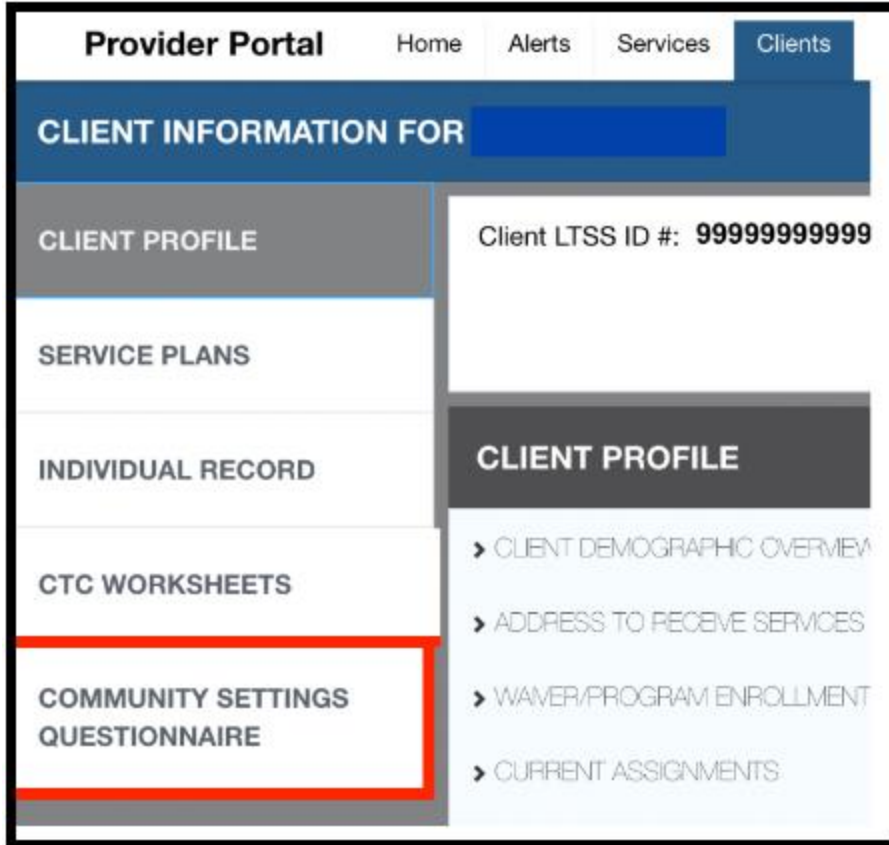 Provider Portal Home Alerts Services Clients
CLIENT INFORMATION FOR
CLIENT PROFILE
Client LTSS ID #: 99999999999
SERVICE PLANS
INDIVIDUAL RECORD
CTC WORKSHEETS
COMMUNITY SETTINGS
QUESTIONNAIRE
CLIENT PROFILE
CLIENT DEMOGRAPHIC OVERVIEW
ADDRESS TO RECEIVE SERVICES
WAIVER/PROGRAM ENROLLMENT
CURRENT ASSIGNMENTS